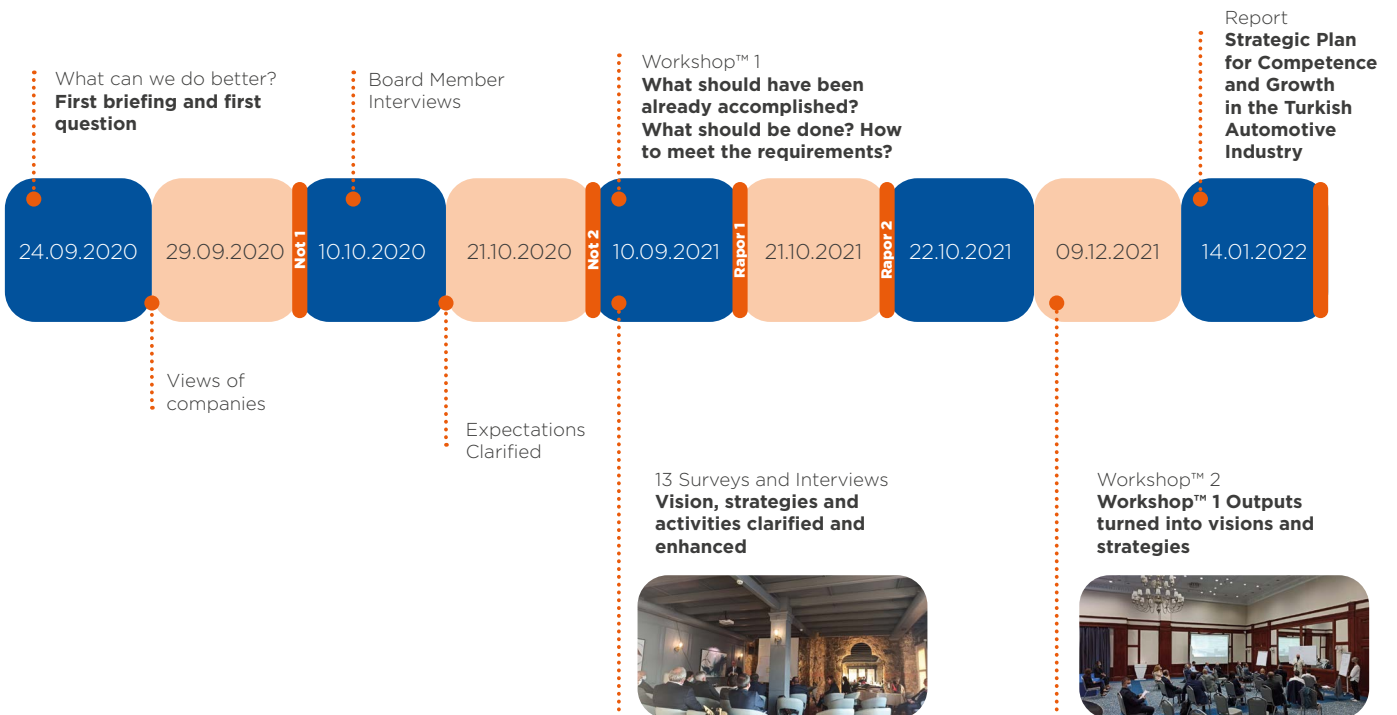 Report
Strategic Plan
for Competence
and Growth
in the Turkish
Automotive
Industry
What can we do better?
First briefing and first
question
Board Member
Interviews
Workshop™ 1
What should have been
already accomplished?
What should be done? How
to meet the requirements?
24.09.2020
29.09.2020
Not 1
10.10.2020
21.10.2020
Not 2
10.09.2021
Rapor 1
21.10.2021
Rapor 2
22.10.2021
09.12.2021
14.01.2022
Views of
companies
Expectations
Clarified
13 Surveys and Interviews
Vision, strategies and
activities clarified and
enhanced
Workshop™ 2
Workshop™ 1 Outputs
turned into visions and
strategies